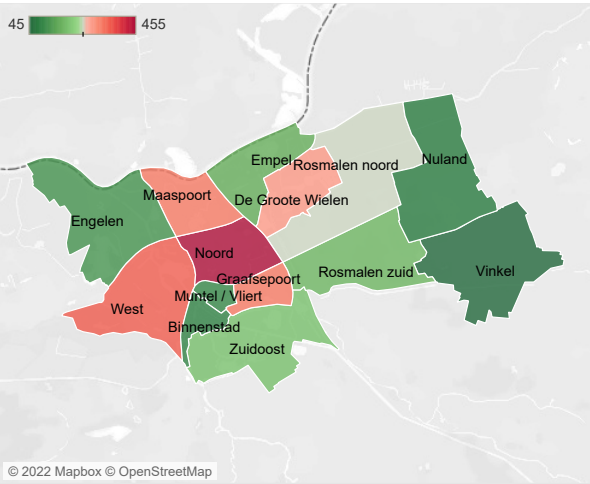 45 455
Empel
Rosmalen noord
Nuland
Maaspoort
De Groote Wielen
Engelen
Noord
Graafsepoort
Rosmalen zuid
Vinkel
Muntel / Vliert
West
Binnenstad
Zuidoost
© 2022 Mapbox © OpenStreetMap